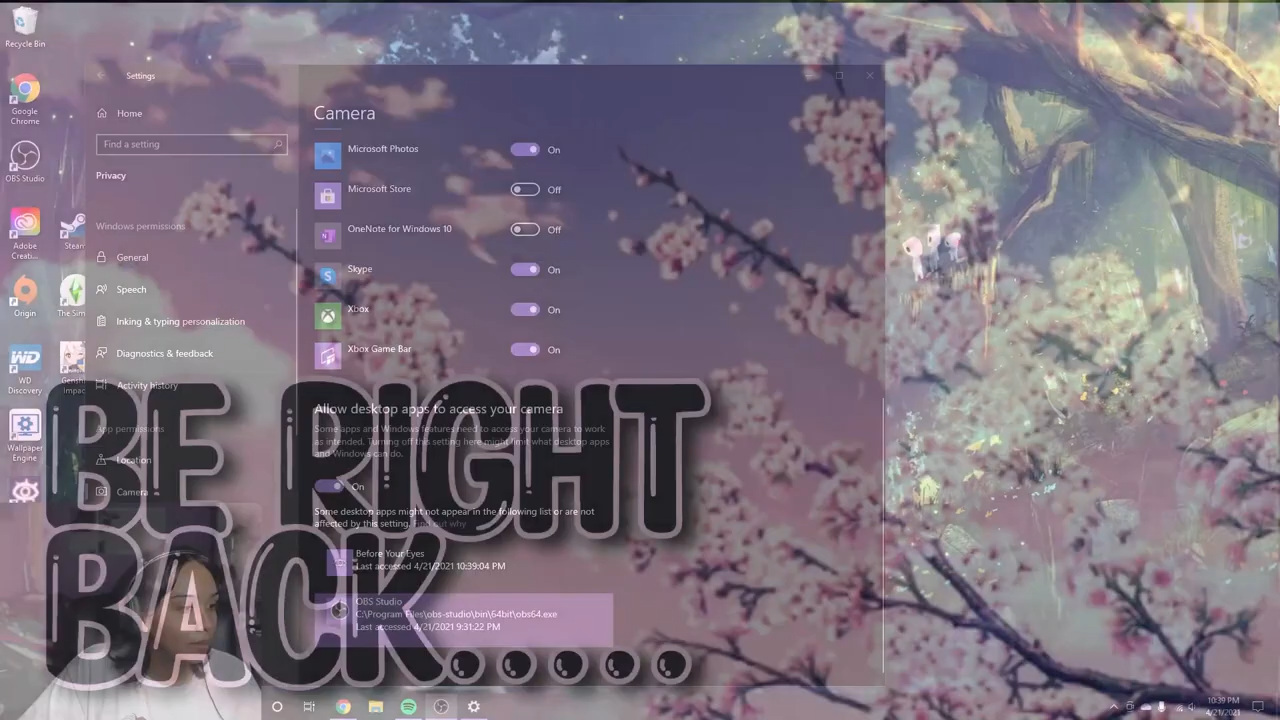 Recycle Bin
Google
Chrome
OBS Studio
Adobe
Creati...
Steam
Origin
The Sim
WD
WD
Discovery
Genshin
Impac
Wallpaper
Engine
Settings
Home
Find a setting
Privacy
Windows permissions
General
Speech
Inking & typing personalization
Diagnostics & feedback
Activity history
App permissions
Location
Camera
Camera
Microsoft Photos
On
Microsoft Store
Off
OneNote for Windows 10
Off
Skype
On
Xbox
On
Xbox Game Bar
On
Allow desktop apps to access your camera
Some apps and Windows features need to access your camera to work
as intended. Turning off this setting here might limit what desktop apps
and Windows can do.
On
Some desktop apps might not appear in the following list or are not
affected by this setting. Find out why
Before Your Eyes
Last accessed 4/21/2021 10:39:04 PM
OBS Studio
C:\Program Files\obs-studio\bin\64bit\obs64.exe
Last accessed 4/21/2021 9:31:22 PM
BE RIGHT
BACK.....
10:39 PM
4/21/2021